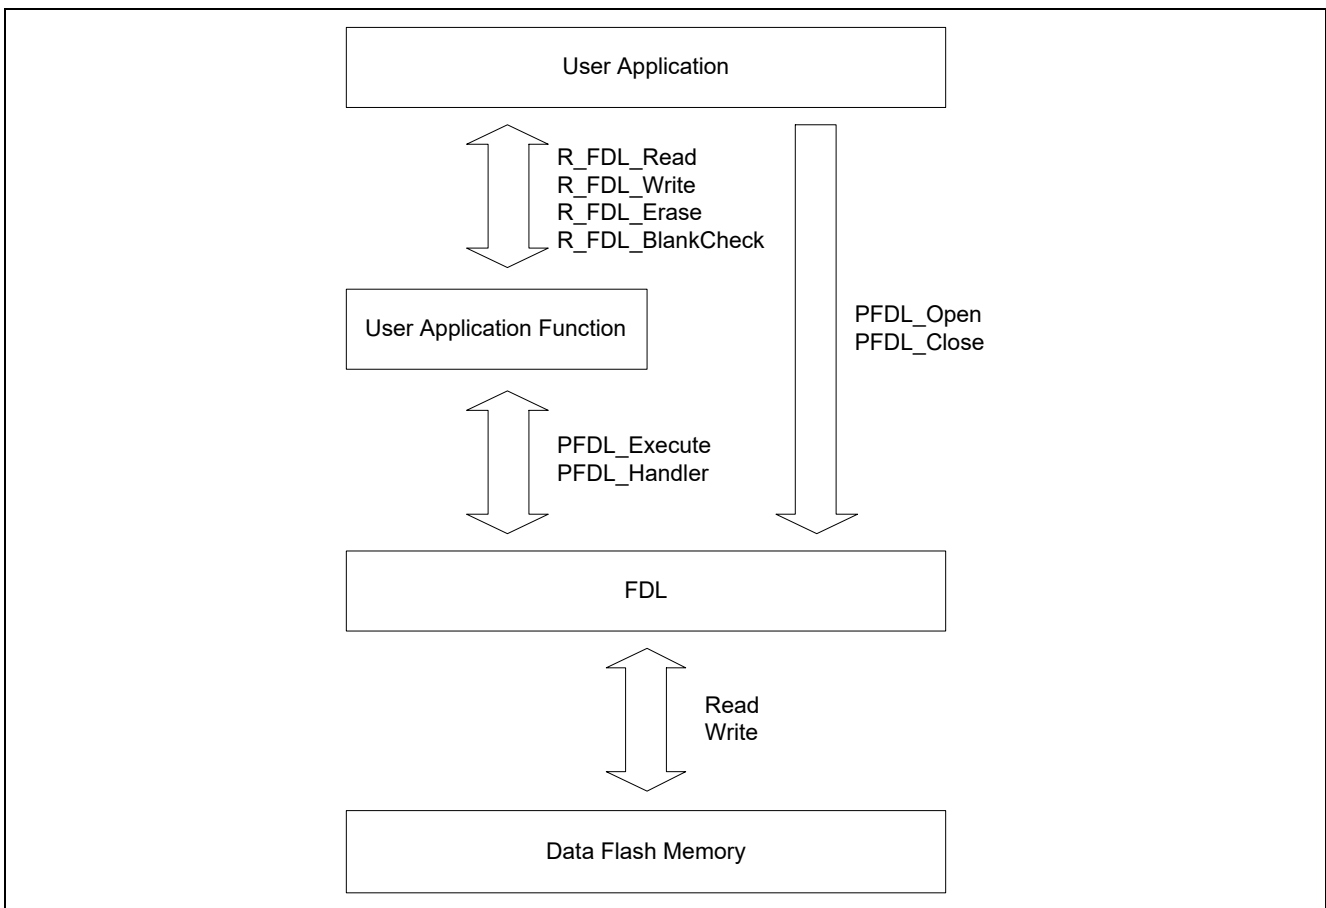 User Application
R_FDL_Read
R_FDL_Write
R_FDL_Erase
R_FDL_BlankCheck
User Application Function
PFDL_Open
PFDL_Close
PFDL_Execute
PFDL_Handler
FDL
Read
Write
Data Flash Memory